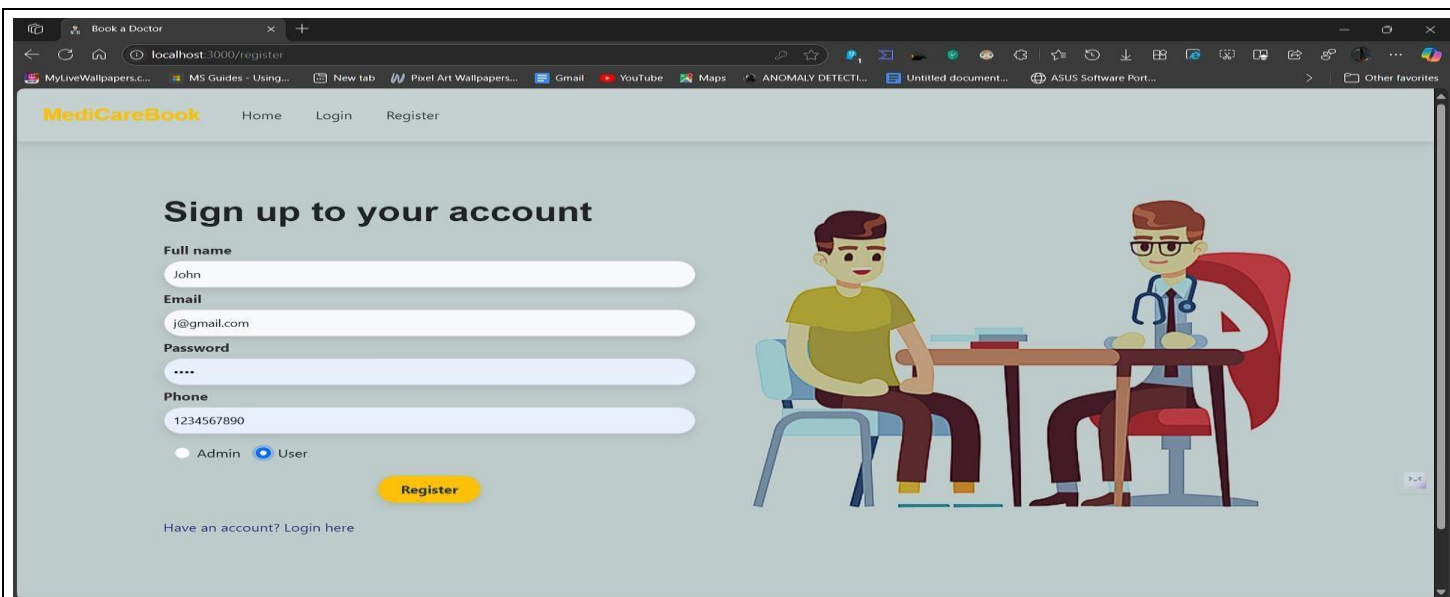 Book a Doctor
localhost:3000/register
MyLiveWallpapers.c... MS Guides - Using... New tab Pixel Art Wallpapers... Gmail YouTube Maps ANOMALY DETECTI... Untitled document... ASUS Software Port... Other favorites
MediCareBook Home Login Register
Sign up to your account
Full name
John
Email
j@gmail.com
Password
••••
Phone
1234567890
Admin User
Register
Have an account? Login here